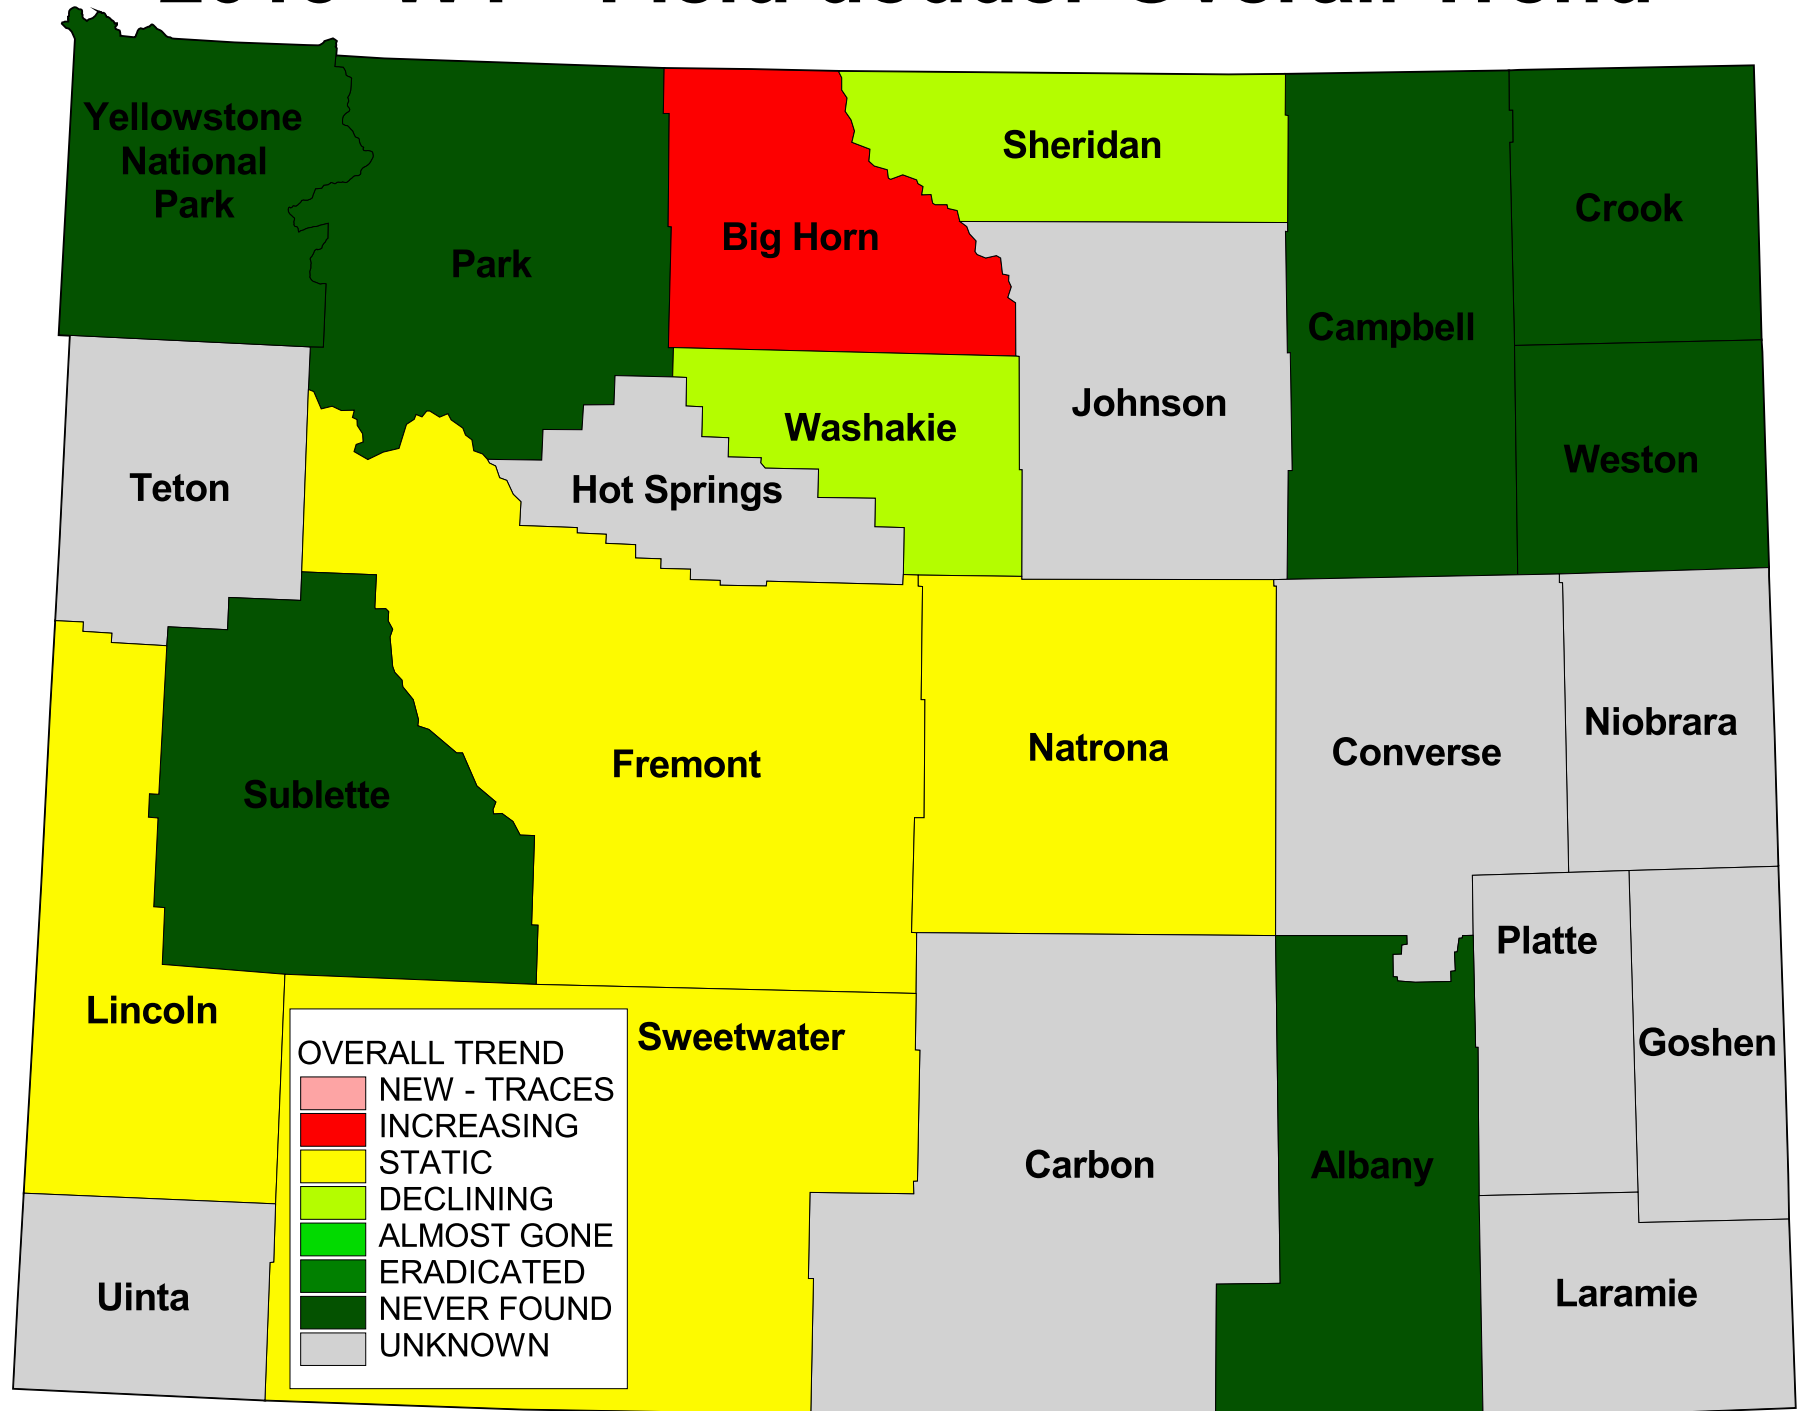 Yellowstone
National
Park
Park
Big Horn
Sheridan
Campbell
Crook
Teton
Hot Springs
Washakie
Johnson
Weston
Sublette
Fremont
Natrona
Converse
Niobrara
Lincoln
Sweetwater
Carbon
Albany
Platte
Goshen
Uinta
Laramie
OVERALL TREND
NEW - TRACES
INCREASING
STATIC
DECLINING
ALMOST GONE
ERADICATED
NEVER FOUND
UNKNOWN